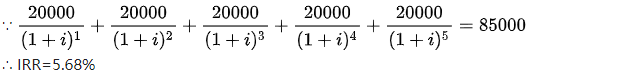 ∵ 20000/(1+i)^1 + 20000/(1+i)^2 + 20000/(1+i)^3 + 20000/(1+i)^4 + 20000/(1+i)^5 = 85000
∴ IRR=5.68%